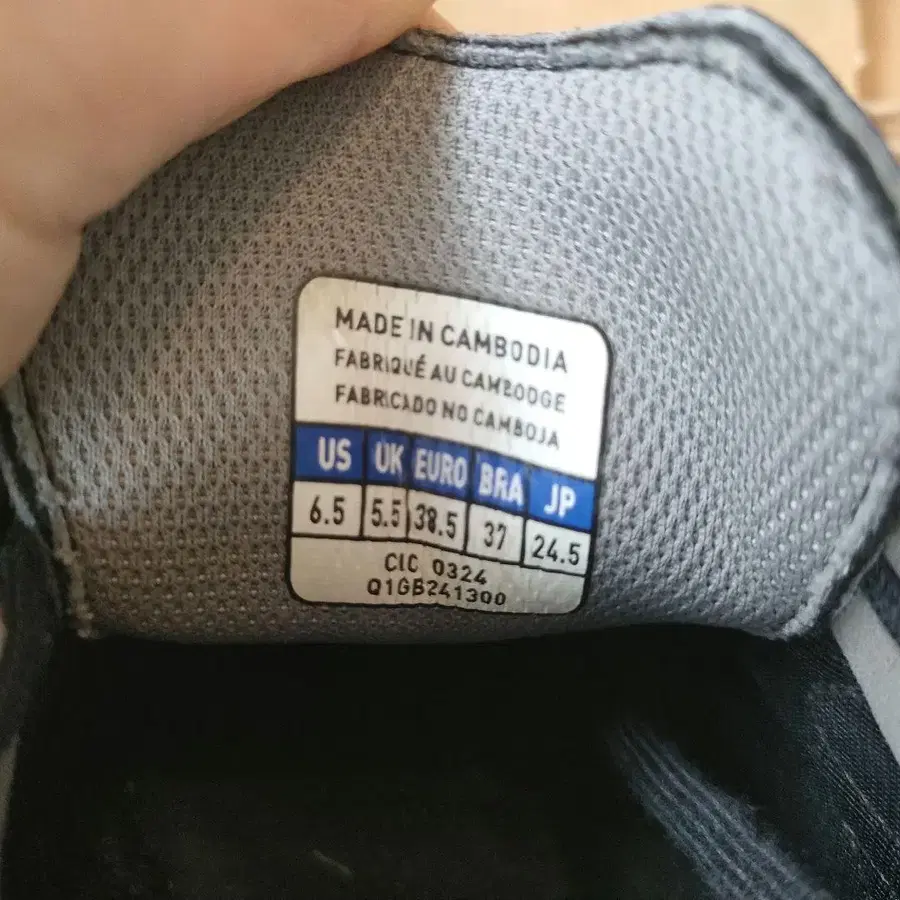 MADE IN CAMBODIA
FABRIQUÉ AU CAMBODGE
FABRICADO NO CAMBOJA
US UK EURO BRA JP
6.5 5.5 38.5 37 24.5
CIC 0324
Q1GB241300